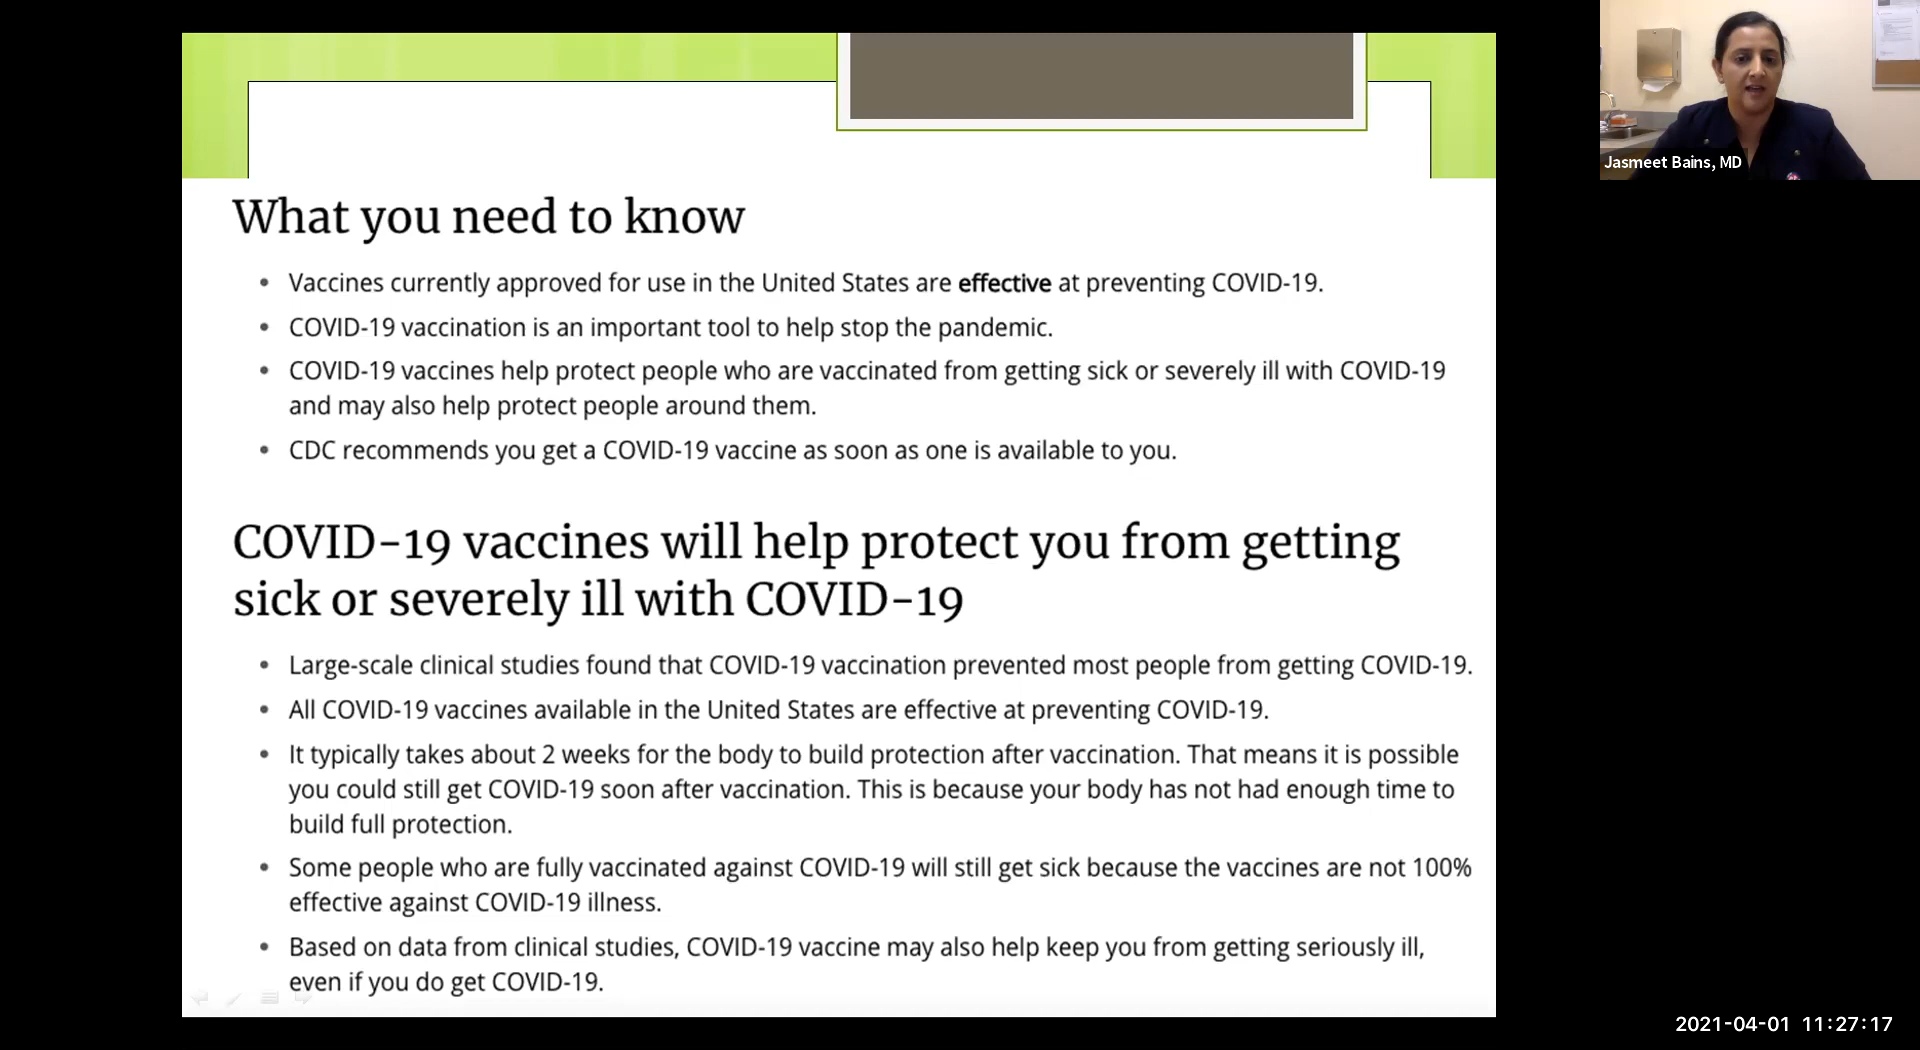 What you need to know
Vaccines currently approved for use in the United States are effective at preventing COVID-19.
COVID-19 vaccination is an important tool to help stop the pandemic.
COVID-19 vaccines help protect people who are vaccinated from getting sick or severely ill with COVID-19
and may also help protect people around them.
CDC recommends you get a COVID-19 vaccine as soon as one is available to you.
COVID-19 vaccines will help protect you from getting
sick or severely ill with COVID-19
Large-scale clinical studies found that COVID-19 vaccination prevented most people from getting COVID-19.
All COVID-19 vaccines available in the United States are effective at preventing COVID-19.
It typically takes about 2 weeks for the body to build protection after vaccination. That means it is possible
you could still get COVID-19 soon after vaccination. This is because your body has not had enough time to
build full protection.
Some people who are fully vaccinated against COVID-19 will still get sick because the vaccines are not 100%
effective against COVID-19 illness.
Based on data from clinical studies, COVID-19 vaccine may also help keep you from getting seriously ill,
even if you do get COVID-19.
Jasmeet Bains, MD
2021-04-01 11:27:17